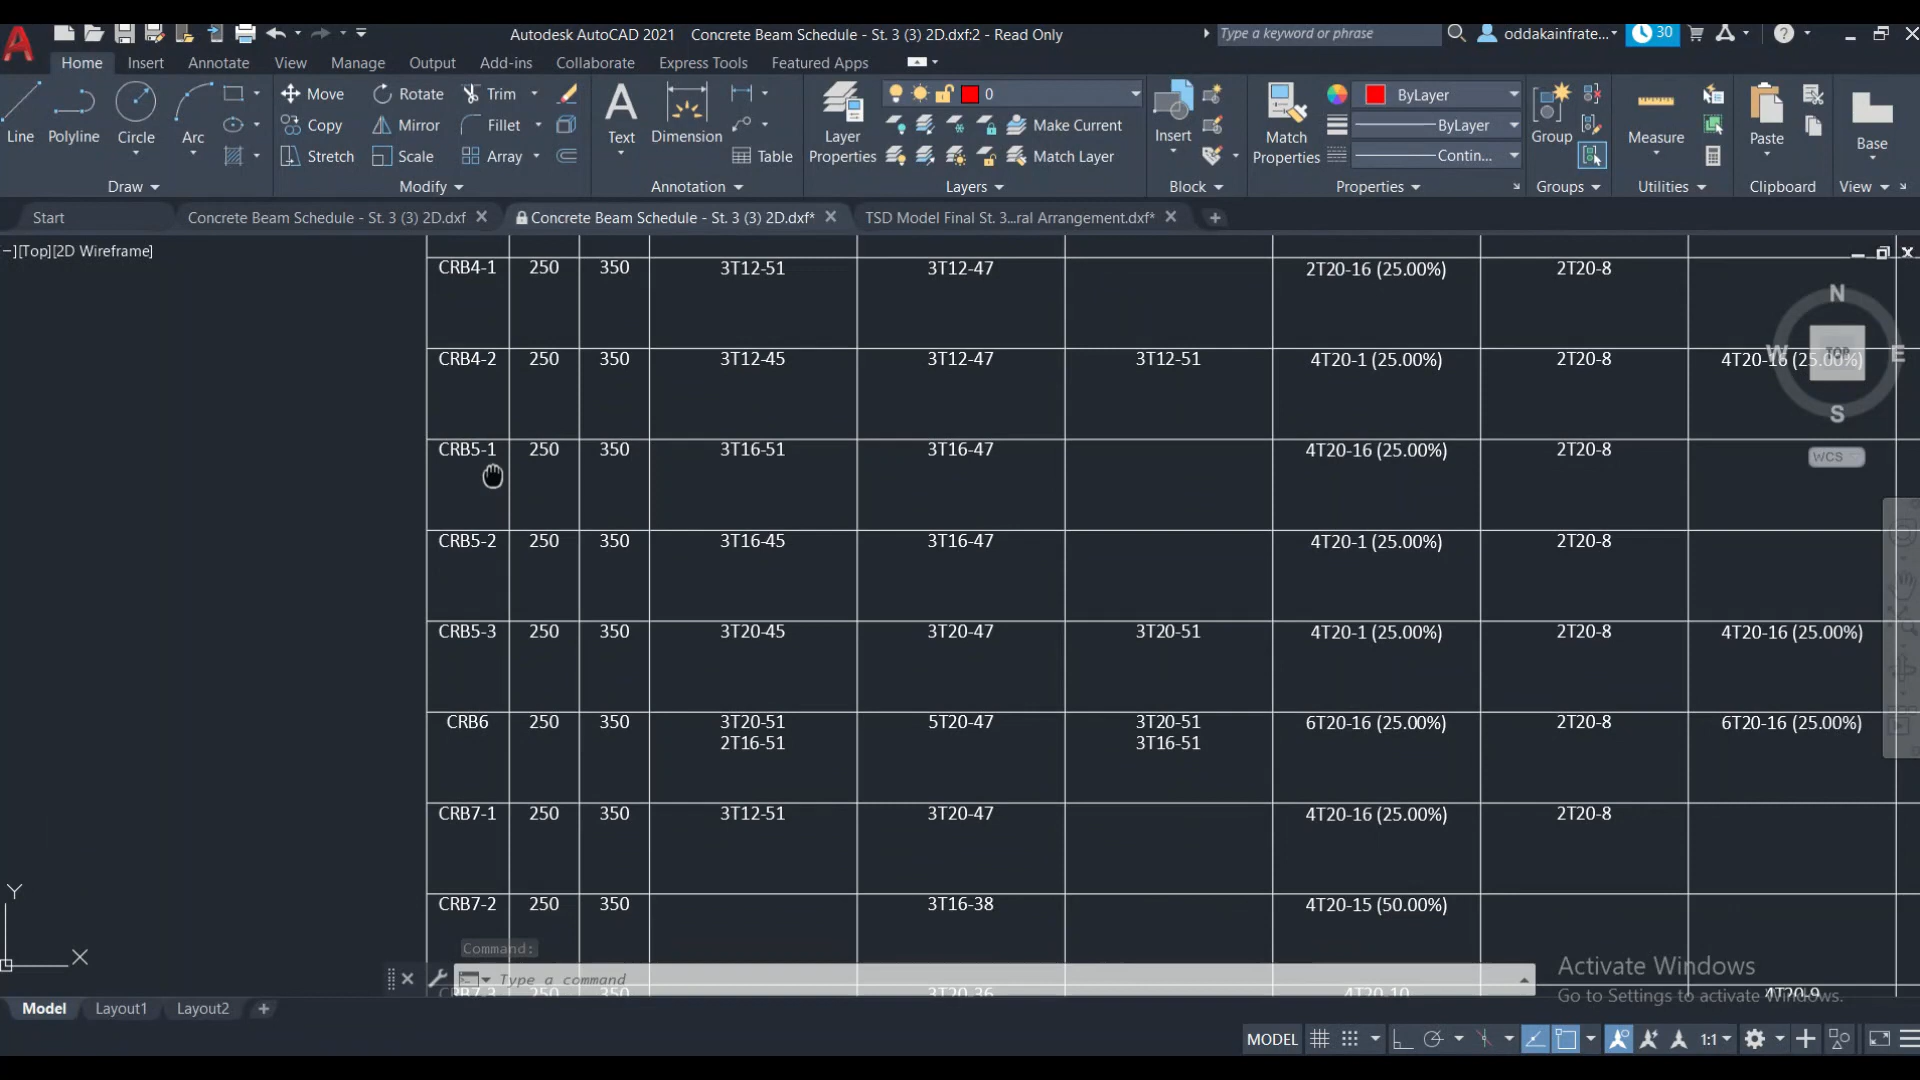 Autodesk AutoCAD 2021 Concrete Beam Schedule - St. 3 (3) 2D.dxf:2 - Read Only
Type a keyword or phrase
oddakainfrate...
30
Home Insert Annotate View Manage Output Add-ins Collaborate Express Tools Featured Apps
Line Polyline Circle Arc
Move Rotate Trim
Copy Mirror Fillet
Stretch Scale Array
Text Dimension
Table
Layer Properties
0
Make Current
Match Layer
Insert
Match Properties
ByLayer
ByLayer
Contin...
Group
Measure
Paste
Base
Draw Modify Annotation Layers Block Properties Groups Utilities Clipboard View
Start Concrete Beam Schedule - St. 3 (3) 2D.dxf Concrete Beam Schedule - St. 3 (3) 2D.dxf* TSD Model Final St. 3...ral Arrangement.dxf*
−][Top][2D Wireframe]
N
W TOP E
S
WCS
CRB4-1 250 350 3T12-51 3T12-47 2T20-16 (25.00%) 2T20-8
CRB4-2 250 350 3T12-45 3T12-47 3T12-51 4T20-1 (25.00%) 2T20-8 4T20-16 (25.00%)
CRB5-1 250 350 3T16-51 3T16-47 4T20-16 (25.00%) 2T20-8
CRB5-2 250 350 3T16-45 3T16-47 4T20-1 (25.00%) 2T20-8
CRB5-3 250 350 3T20-45 3T20-47 3T20-51 4T20-1 (25.00%) 2T20-8 4T20-16 (25.00%)
CRB6 250 350 3T20-51 5T20-47 3T20-51 6T20-16 (25.00%) 2T20-8 6T20-16 (25.00%)
2T16-51 3T16-51
CRB7-1 250 350 3T12-51 3T20-47 4T20-16 (25.00%) 2T20-8
CRB7-2 250 350 3T16-38 4T20-15 (50.00%)
CRB7-3 250 350 3T20-36 4T20-10 4T20-9
Command:
Type a command
Y
X
Activate Windows
Go to Settings to activate Windows.
Model Layout1 Layout2
MODEL 1:1